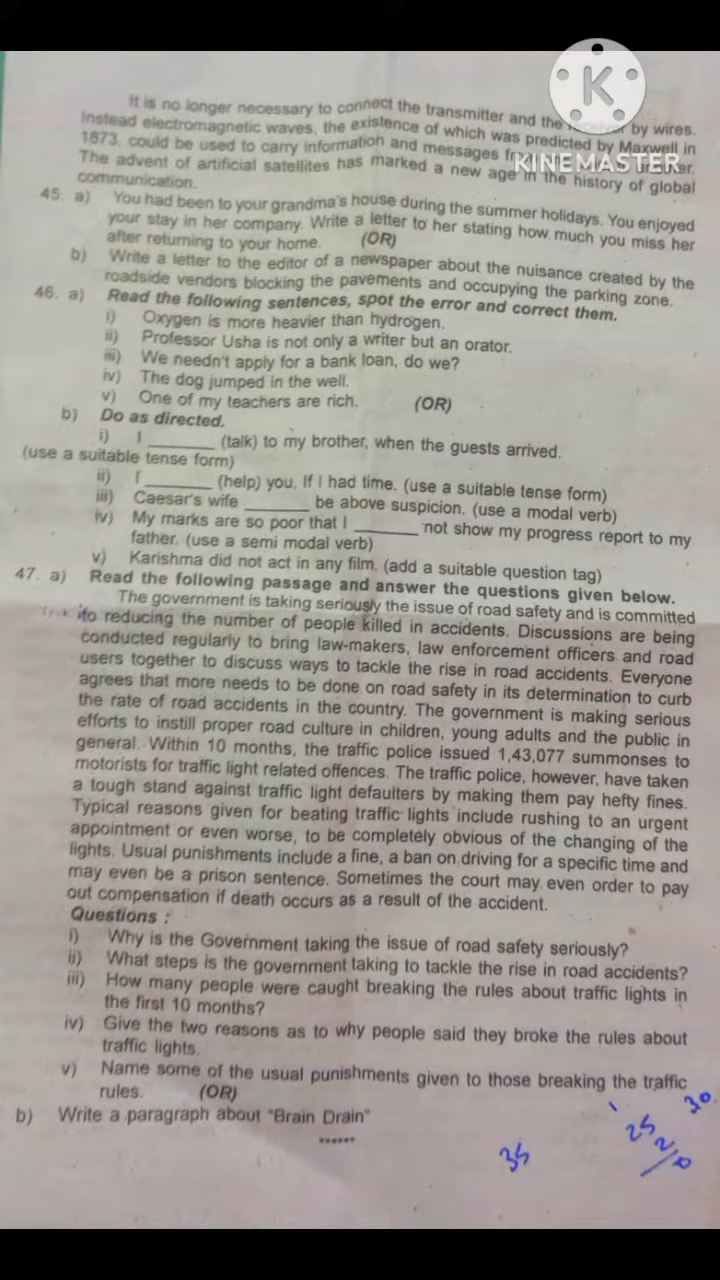 K
KINEMASTER
It is no longer necessary to connect the transmitter and the by wires.
Instead electromagnetic waves, the existence of which was predicted by Maxwell in
1873, could be used to carry information and messages
The advent of artificial satellites has marked a new age in the history of global
communication.
45. a) You had been to your grandma's house during the summer holidays. You enjoyed
your stay in her company. Write a letter to her stating how much you miss her
after returning to your home. (OR)
b) Write a letter to the editor of a newspaper about the nuisance created by the
roadside vendors blocking the pavements and occupying the parking zone.
46. a) Read the following sentences, spot the error and correct them.
i) Oxygen is more heavier than hydrogen.
ii) Professor Usha is not only a writer but an orator.
iii) We needn't apply for a bank loan, do we?
iv) The dog jumped in the well.
v) One of my teachers are rich. (OR)
b) Do as directed.
i) I ______ (talk) to my brother, when the guests arrived.
(use a suitable tense form)
ii) I ______ (help) you. If I had time. (use a suitable tense form)
iii) Caesar's wife ______ be above suspicion. (use a modal verb)
iv) My marks are so poor that I ______ not show my progress report to my
father. (use a semi modal verb)
v) Karishma did not act in any film. (add a suitable question tag)
47. a) Read the following passage and answer the questions given below.
The government is taking seriously the issue of road safety and is committed
to reducing the number of people killed in accidents. Discussions are being
conducted regularly to bring law-makers, law enforcement officers and road
users together to discuss ways to tackle the rise in road accidents. Everyone
agrees that more needs to be done on road safety in its determination to curb
the rate of road accidents in the country. The government is making serious
efforts to instill proper road culture in children, young adults and the public in
general. Within 10 months, the traffic police issued 1,43,077 summonses to
motorists for traffic light related offences. The traffic police, however, have taken
a tough stand against traffic light defaulters by making them pay hefty fines.
Typical reasons given for beating traffic lights include rushing to an urgent
appointment or even worse, to be completely obvious of the changing of the
lights. Usual punishments include a fine, a ban on driving for a specific time and
may even be a prison sentence. Sometimes the court may even order to pay
out compensation if death occurs as a result of the accident.
Questions :
i) Why is the Government taking the issue of road safety seriously?
ii) What steps is the government taking to tackle the rise in road accidents?
iii) How many people were caught breaking the rules about traffic lights in
the first 10 months?
iv) Give the two reasons as to why people said they broke the rules about
traffic lights.
v) Name some of the usual punishments given to those breaking the traffic
rules. (OR)
b) Write a paragraph about "Brain Drain"
******
35
1
25
30